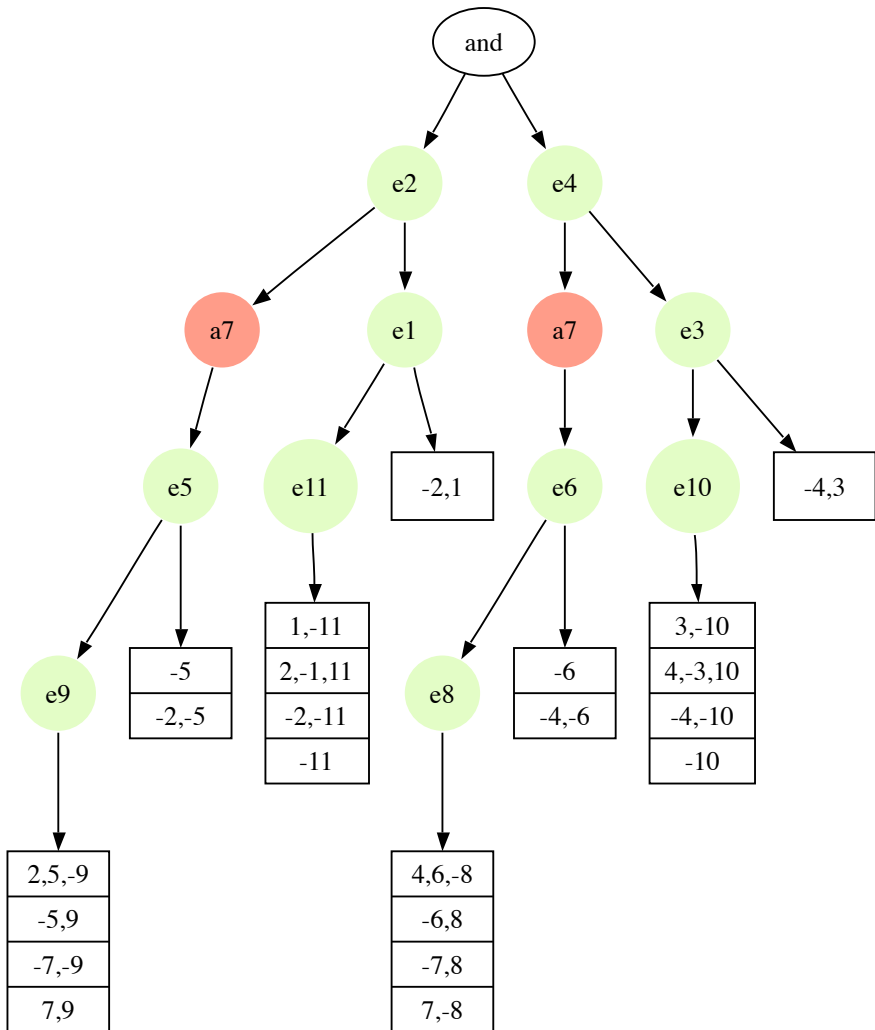 and
e2
e4
a7
e1
a7
e3
e5
e11
-2,1
e6
e10
-4,3
e9
-5
-2,-5
1,-11
2,-1,11
-2,-11
-11
e8
-6
-4,-6
3,-10
4,-3,10
-4,-10
-10
2,5,-9
-5,9
-7,-9
7,9
4,6,-8
-6,8
-7,8
7,-8